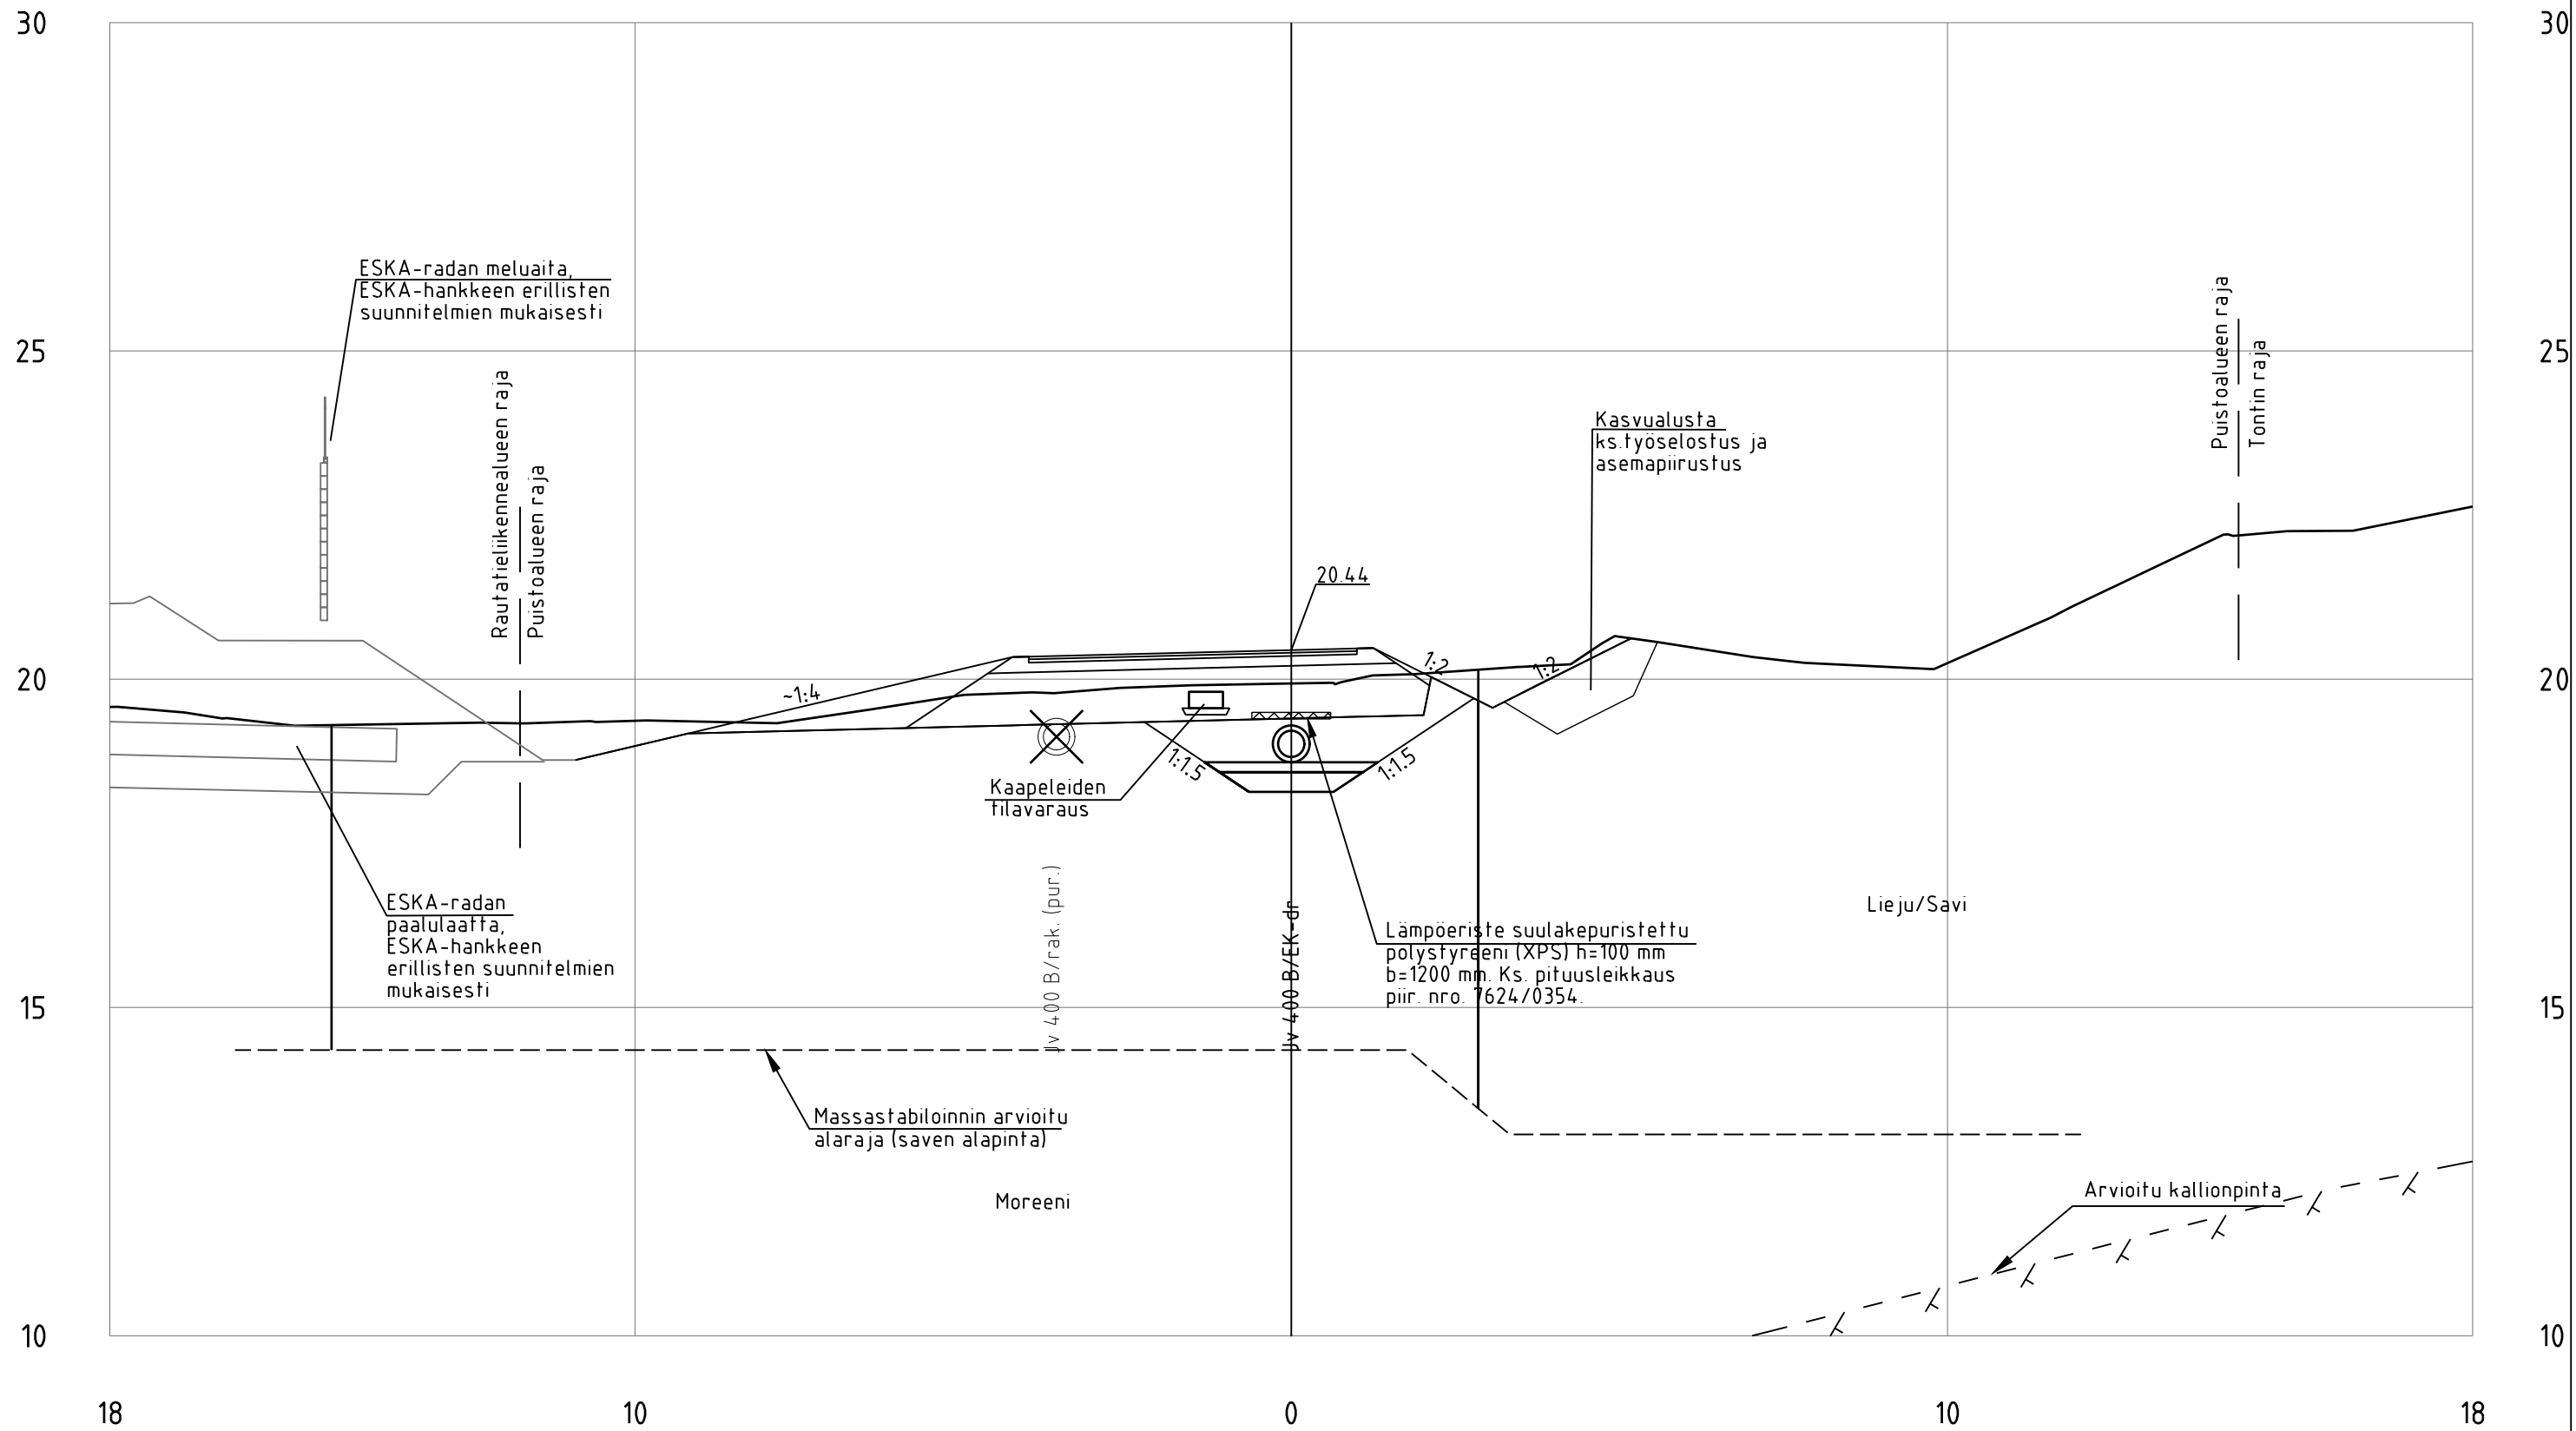 30
30
ESKA-radan meluaita,
ESKA-hankkeen erillisten
suunnitelmien mukaisesti
25
25
Rautatieliikennealueen raja
Puistoalueen raja
Kasvualusta
ks.työselostus ja
asemapiirustus
Puistoalueen raja
Tontin raja
20.44
20
20
~1:4
1:2
1:2
1:1.5
1:1.5
Kaapeleiden
tilavaraus
ESKA-radan
paalulaatta,
ESKA-hankkeen
erillisten suunnitelmien
mukaisesti
Jv 400 B/rak. (pur.)
Jv 400 B/EK-dr
Lämpöeriste suulakepuristettu
polystyreeni (XPS) h=100 mm
b=1200 mm. Ks. pituusleikkaus
piir. nro. 7624/0354.
Lieju/Savi
15
15
Massastabiloinnin arvioitu
alaraja (saven alapinta)
Moreeni
Arvioitu kallionpinta
10
10
18
10
0
10
18